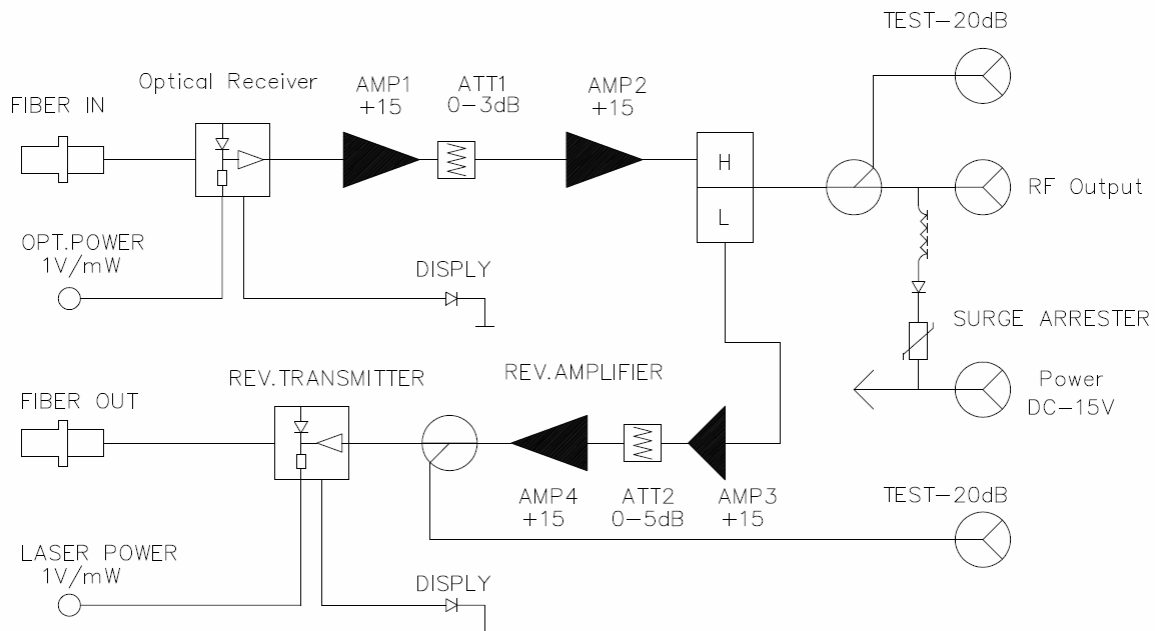 TEST-20dB
Optical Receiver
AMP1
+15
ATT1
0-3dB
AMP2
+15
FIBER IN
H
L
RF Output
OPT.POWER
1V/mW
DISPLY
SURGE ARRESTER
REV.TRANSMITTER
REV.AMPLIFIER
Power
DC-15V
FIBER OUT
AMP4
+15
ATT2
0-5dB
AMP3
+15
TEST-20dB
LASER POWER
1V/mW
DISPLY